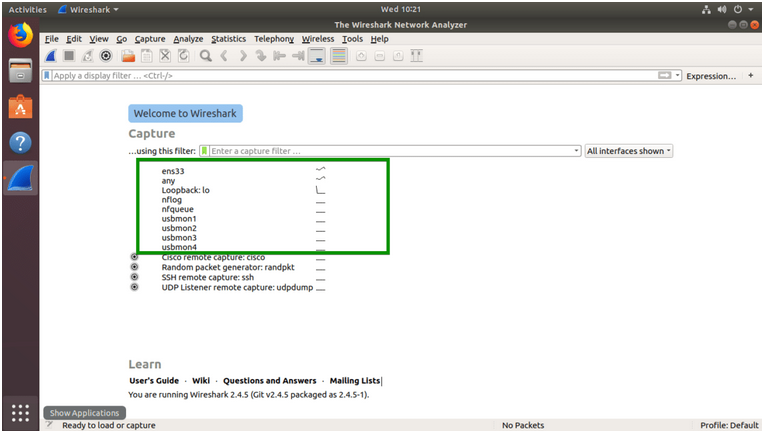 Activities Wireshark Wed 10:21
The Wireshark Network Analyzer
File Edit View Go Capture Analyze Statistics Telephony Wireless Tools Help
Apply a display filter ... <Ctrl-/> Expression... +
Welcome to Wireshark
Capture
...using this filter: Enter a capture filter ... All interfaces shown
ens33
any
Loopback: lo
nflog
nfqueue
usbmon1
usbmon2
usbmon3
usbmon4
Cisco remote capture: cisco
Random packet generator: randpkt
SSH remote capture: ssh
UDP Listener remote capture: udpdump
Learn
User's Guide · Wiki · Questions and Answers · Mailing Lists
You are running Wireshark 2.4.5 (Git v2.4.5 packaged as 2.4.5-1).
Show Applications
Ready to load or capture No Packets Profile: Default